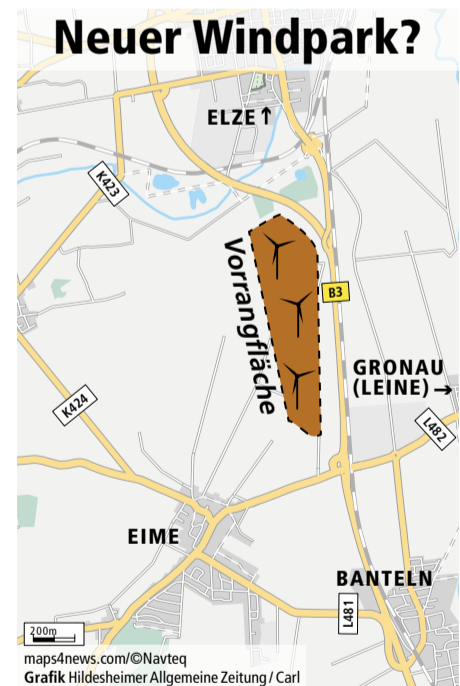 Neuer Windpark?
ELZE ↑
K423
Vorrangfläche
B3
GRONAU
(LEINE) →
K424
L482
EIME
BANTELN
L481
200m
maps4news.com/©Navteq
Grafik Hildesheimer Allgemeine Zeitung / Carl